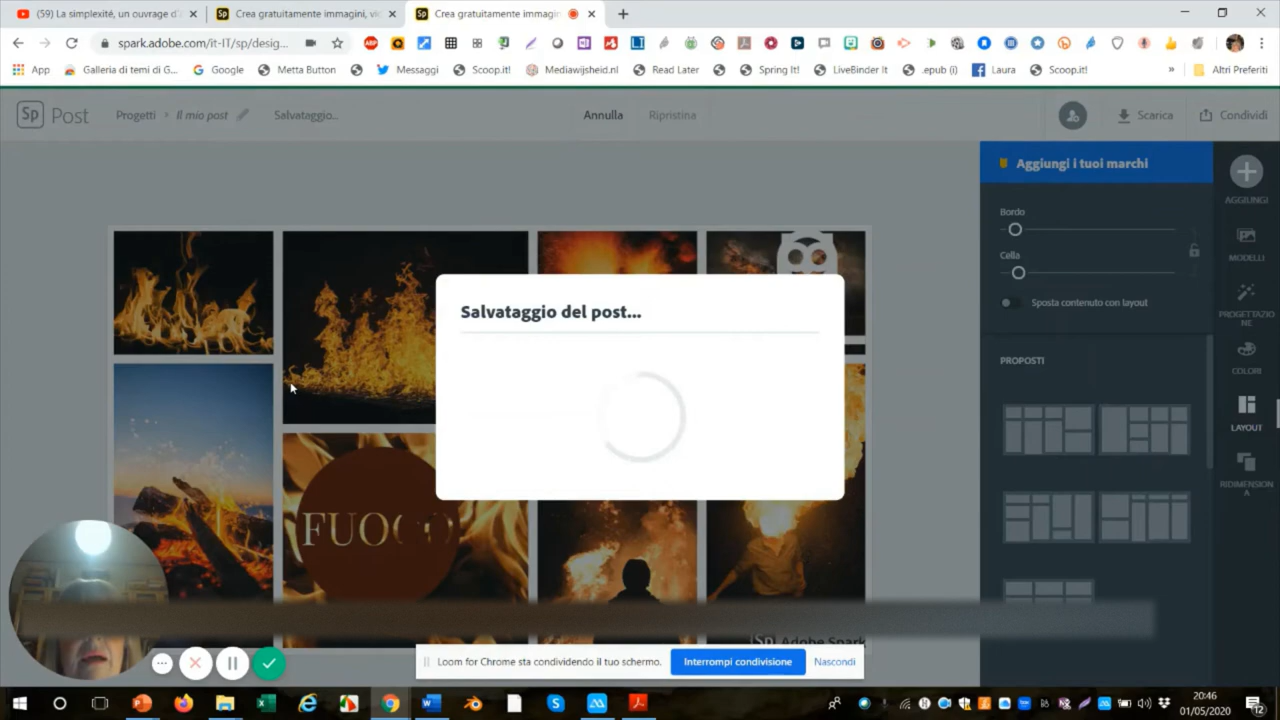 (59) La simplexité, un ouvrage d'
Crea gratuitamente immagini, vi
Crea gratuitamente immagin
spark.adobe.com/it-IT/sp/desig...
App
Galleria di temi di G...
Google
Metta Button
Messaggi
Scoop.it!
Mediawijsheid.nl
Read Later
Spring It!
LiveBinder It
.epub (i)
Laura
Scoop.it!
»
Altri Preferiti
Sp Post
Progetti > Il mio post
Salvataggio...
Annulla
Ripristina
Scarica
Condividi
Aggiungi i tuoi marchi
Bordo
Cella
Sposta contenuto con layout
PROPOSTI
AGGIUNGI
MODELLI
PROGETTAZIO
NE
COLORI
LAYOUT
RIDIMENSION
A
Salvataggio del post...
FUOCO
Sp Adobe Spark
Loom for Chrome sta condividendo il tuo schermo.
Interrompi condivisione
Nascondi
20:46
01/05/2020
12